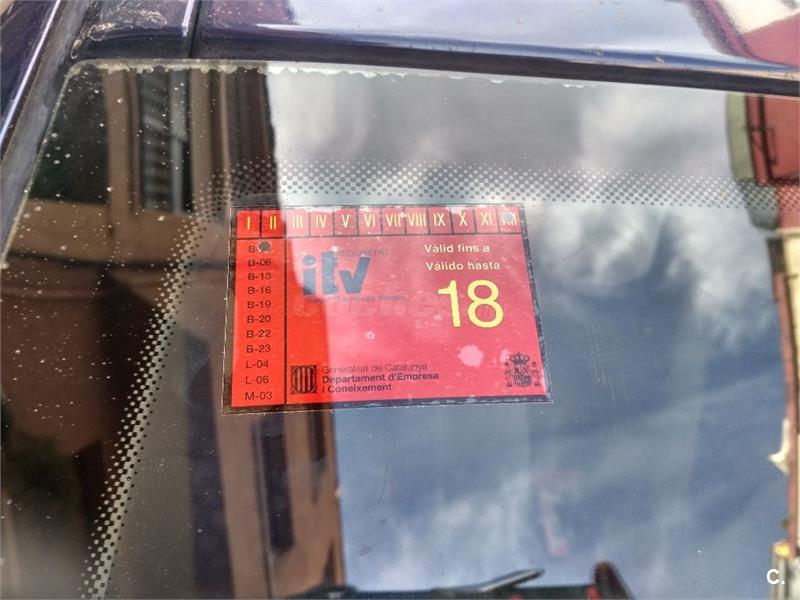 I II III IV V VI VII VIII IX X XI
Vàlid fins a
B-06
SEGURETAT
Válido hasta
B-13
itv
B-16
18
B-19
B-20
B-22
B-23
L-04
Generalitat de Catalunya
L-06
Departament d'Empresa
M-03
i Coneixement
C.